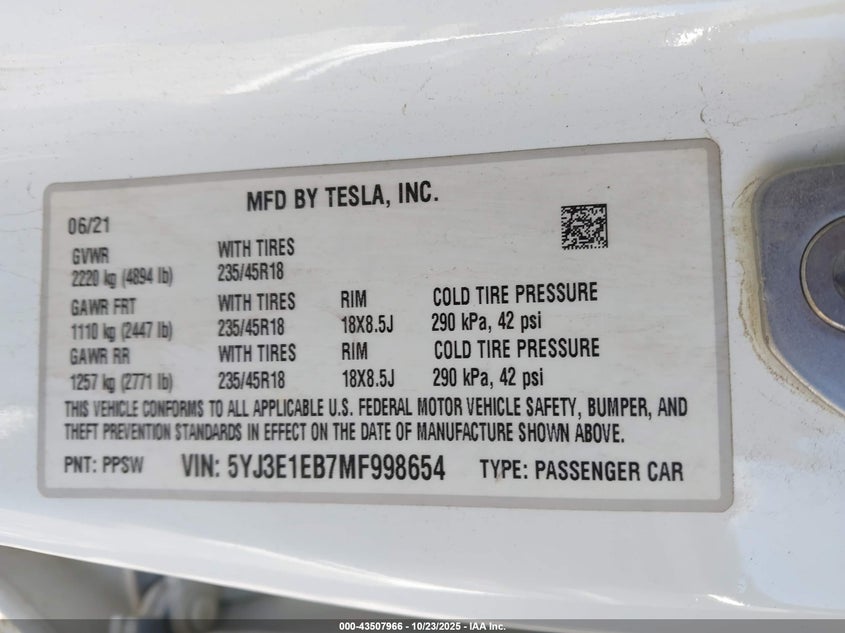 MFD BY TESLA, INC.
06/21
GVWR WITH TIRES
2220 kg (4894 lb) 235/45R18
GAWR FRT WITH TIRES RIM COLD TIRE PRESSURE
1110 kg (2447 lb) 235/45R18 18X8.5J 290 kPa, 42 psi
GAWR RR WITH TIRES RIM COLD TIRE PRESSURE
1257 kg (2771 lb) 235/45R18 18X8.5J 290 kPa, 42 psi
THIS VEHICLE CONFORMS TO ALL APPLICABLE U.S. FEDERAL MOTOR VEHICLE SAFETY, BUMPER, AND
THEFT PREVENTION STANDARDS IN EFFECT ON THE DATE OF MANUFACTURE SHOWN ABOVE.
PNT: PPSW VIN: 5YJ3E1EB7MF998654 TYPE: PASSENGER CAR
000-43507966 - 10/23/2025 - IAA Inc.